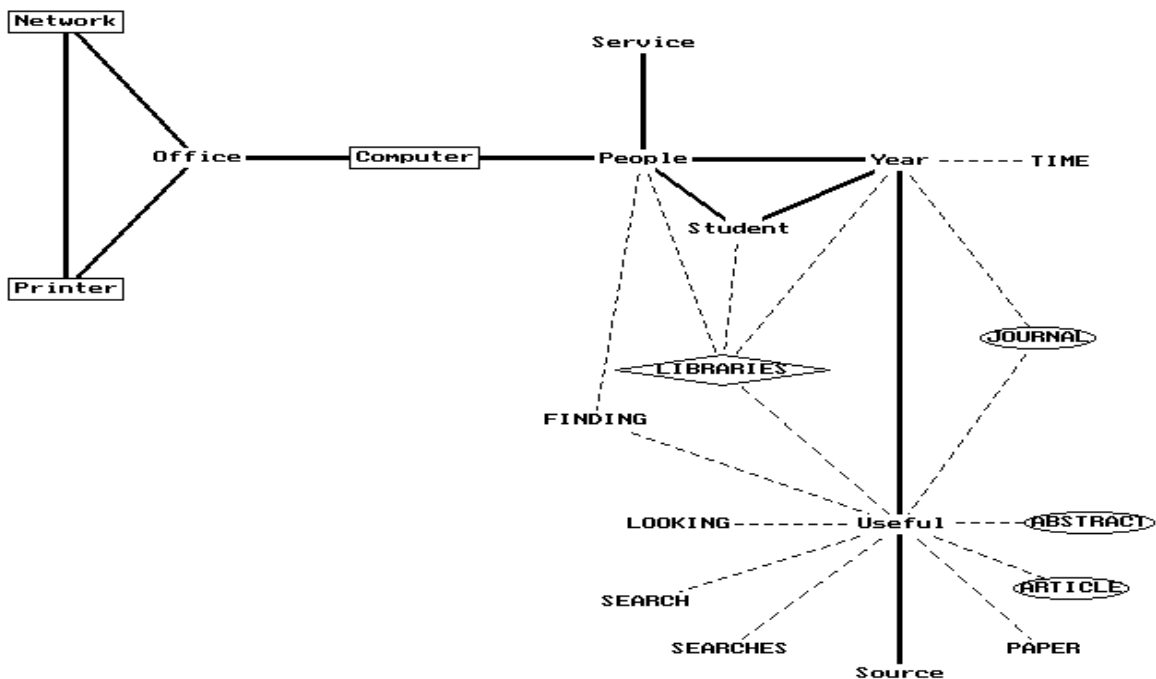 Network
Service
Office
Computer
People
Year
TIME
Student
Printer
JOURNAL
LIBRARIES
FINDING
LOOKING
Useful
ABSTRACT
ARTICLE
SEARCH
SEARCHES
PAPER
Source